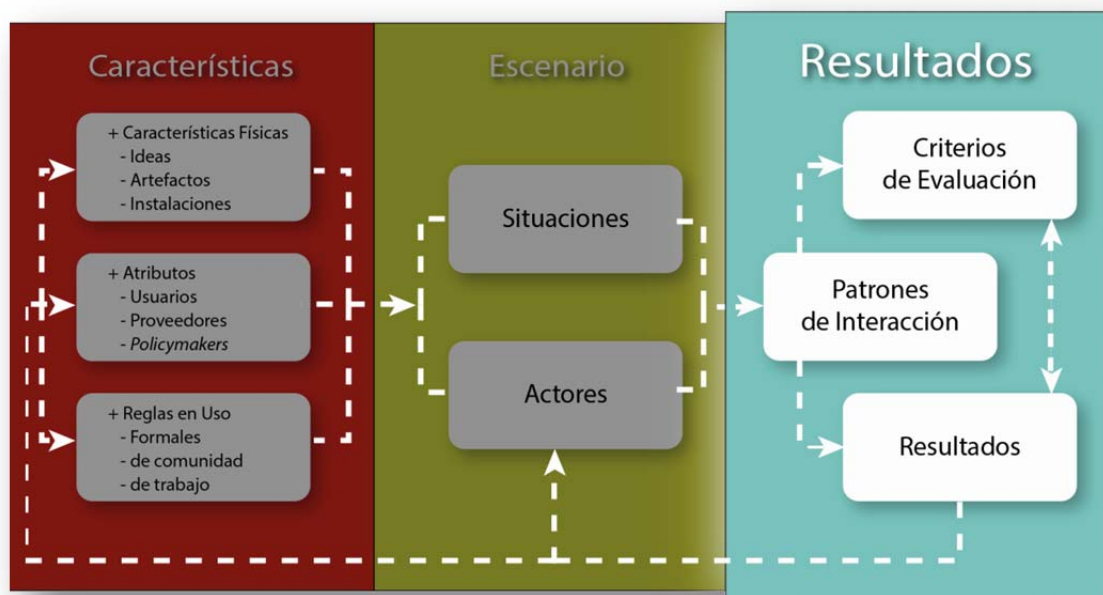 Características
+ Características Físicas
- Ideas
- Artefactos
- Instalaciones
+ Atributos
- Usuarios
- Proveedores
- Policymakers
+ Reglas en Uso
- Formales
- de comunidad
- de trabajo
Escenario
Situaciones
Actores
Resultados
Criterios
de Evaluación
Patrones
de Interacción
Resultados